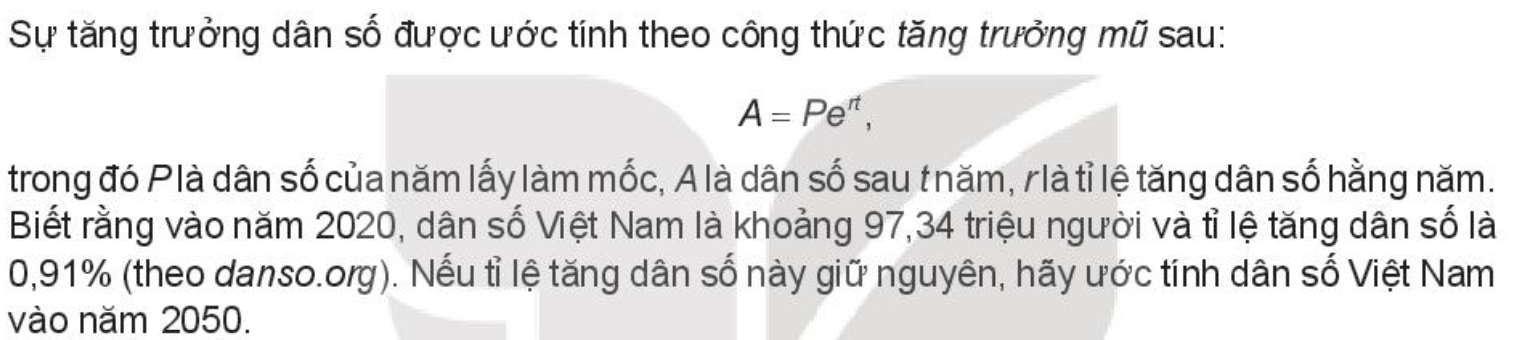 Sự tăng trưởng dân số được ước tính theo công thức tăng trưởng mũ sau:
A = Pe^{rt},
trong đó P là dân số của năm lấy làm mốc, A là dân số sau t năm, r là tỉ lệ tăng dân số hằng năm.
Biết rằng vào năm 2020, dân số Việt Nam là khoảng 97,34 triệu người và tỉ lệ tăng dân số là
0,91% (theo danso.org). Nếu tỉ lệ tăng dân số này giữ nguyên, hãy ước tính dân số Việt Nam
vào năm 2050.